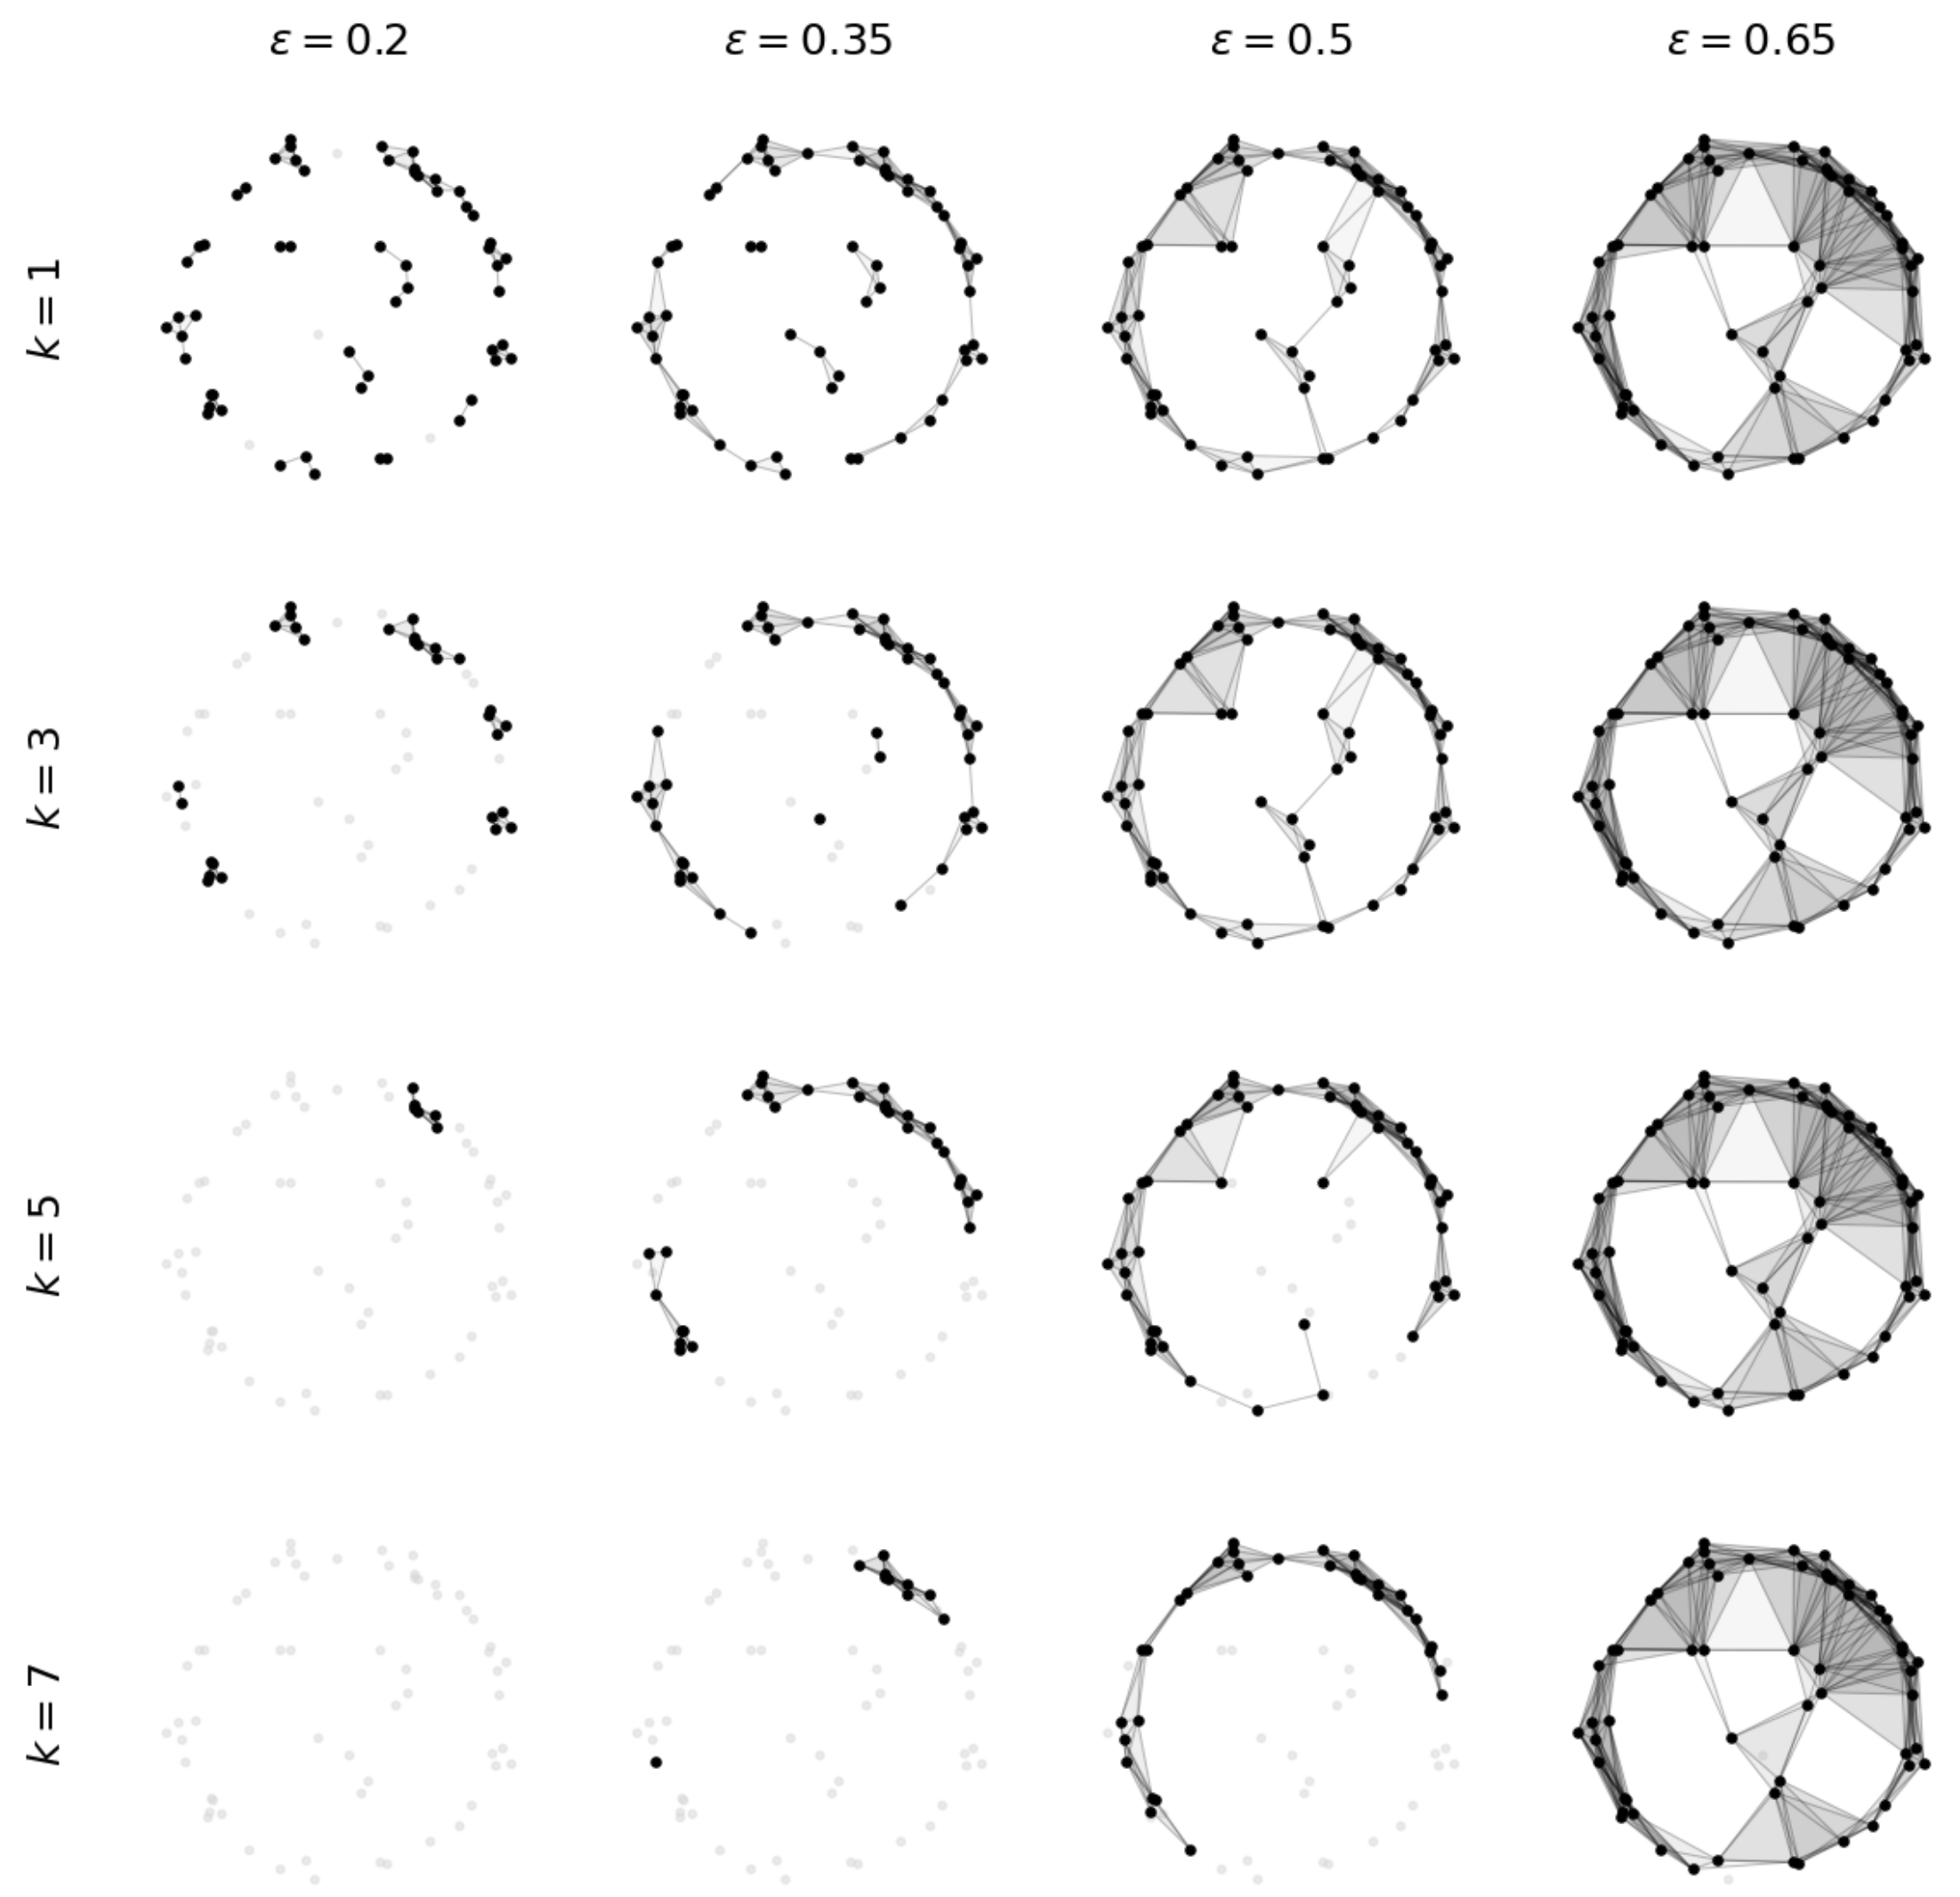 ε = 0.2 ε = 0.35 ε = 0.5 ε = 0.65
k = 1
k = 3
k = 5
k = 7